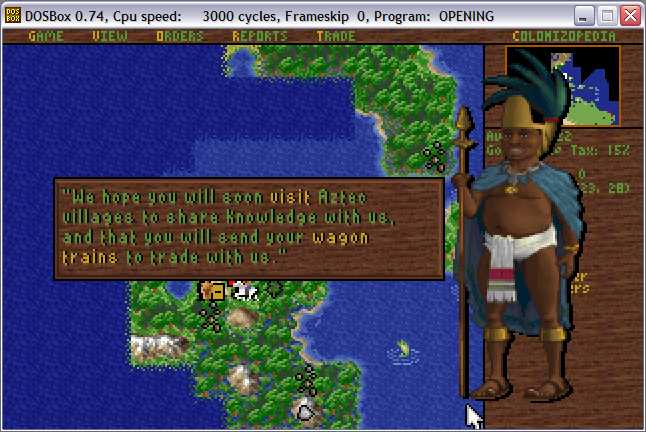 DOSBox 0.74, Cpu speed: 3000 cycles, Frameskip 0, Program: OPENING
GAME VIEW ORDERS REPORTS TRADE COLONIZOPEDIA
Tax: 15%
"We hope you will soon visit Aztec
villages to share knowledge with us,
and that you will send your wagon
trains to trade with us."
0
28)